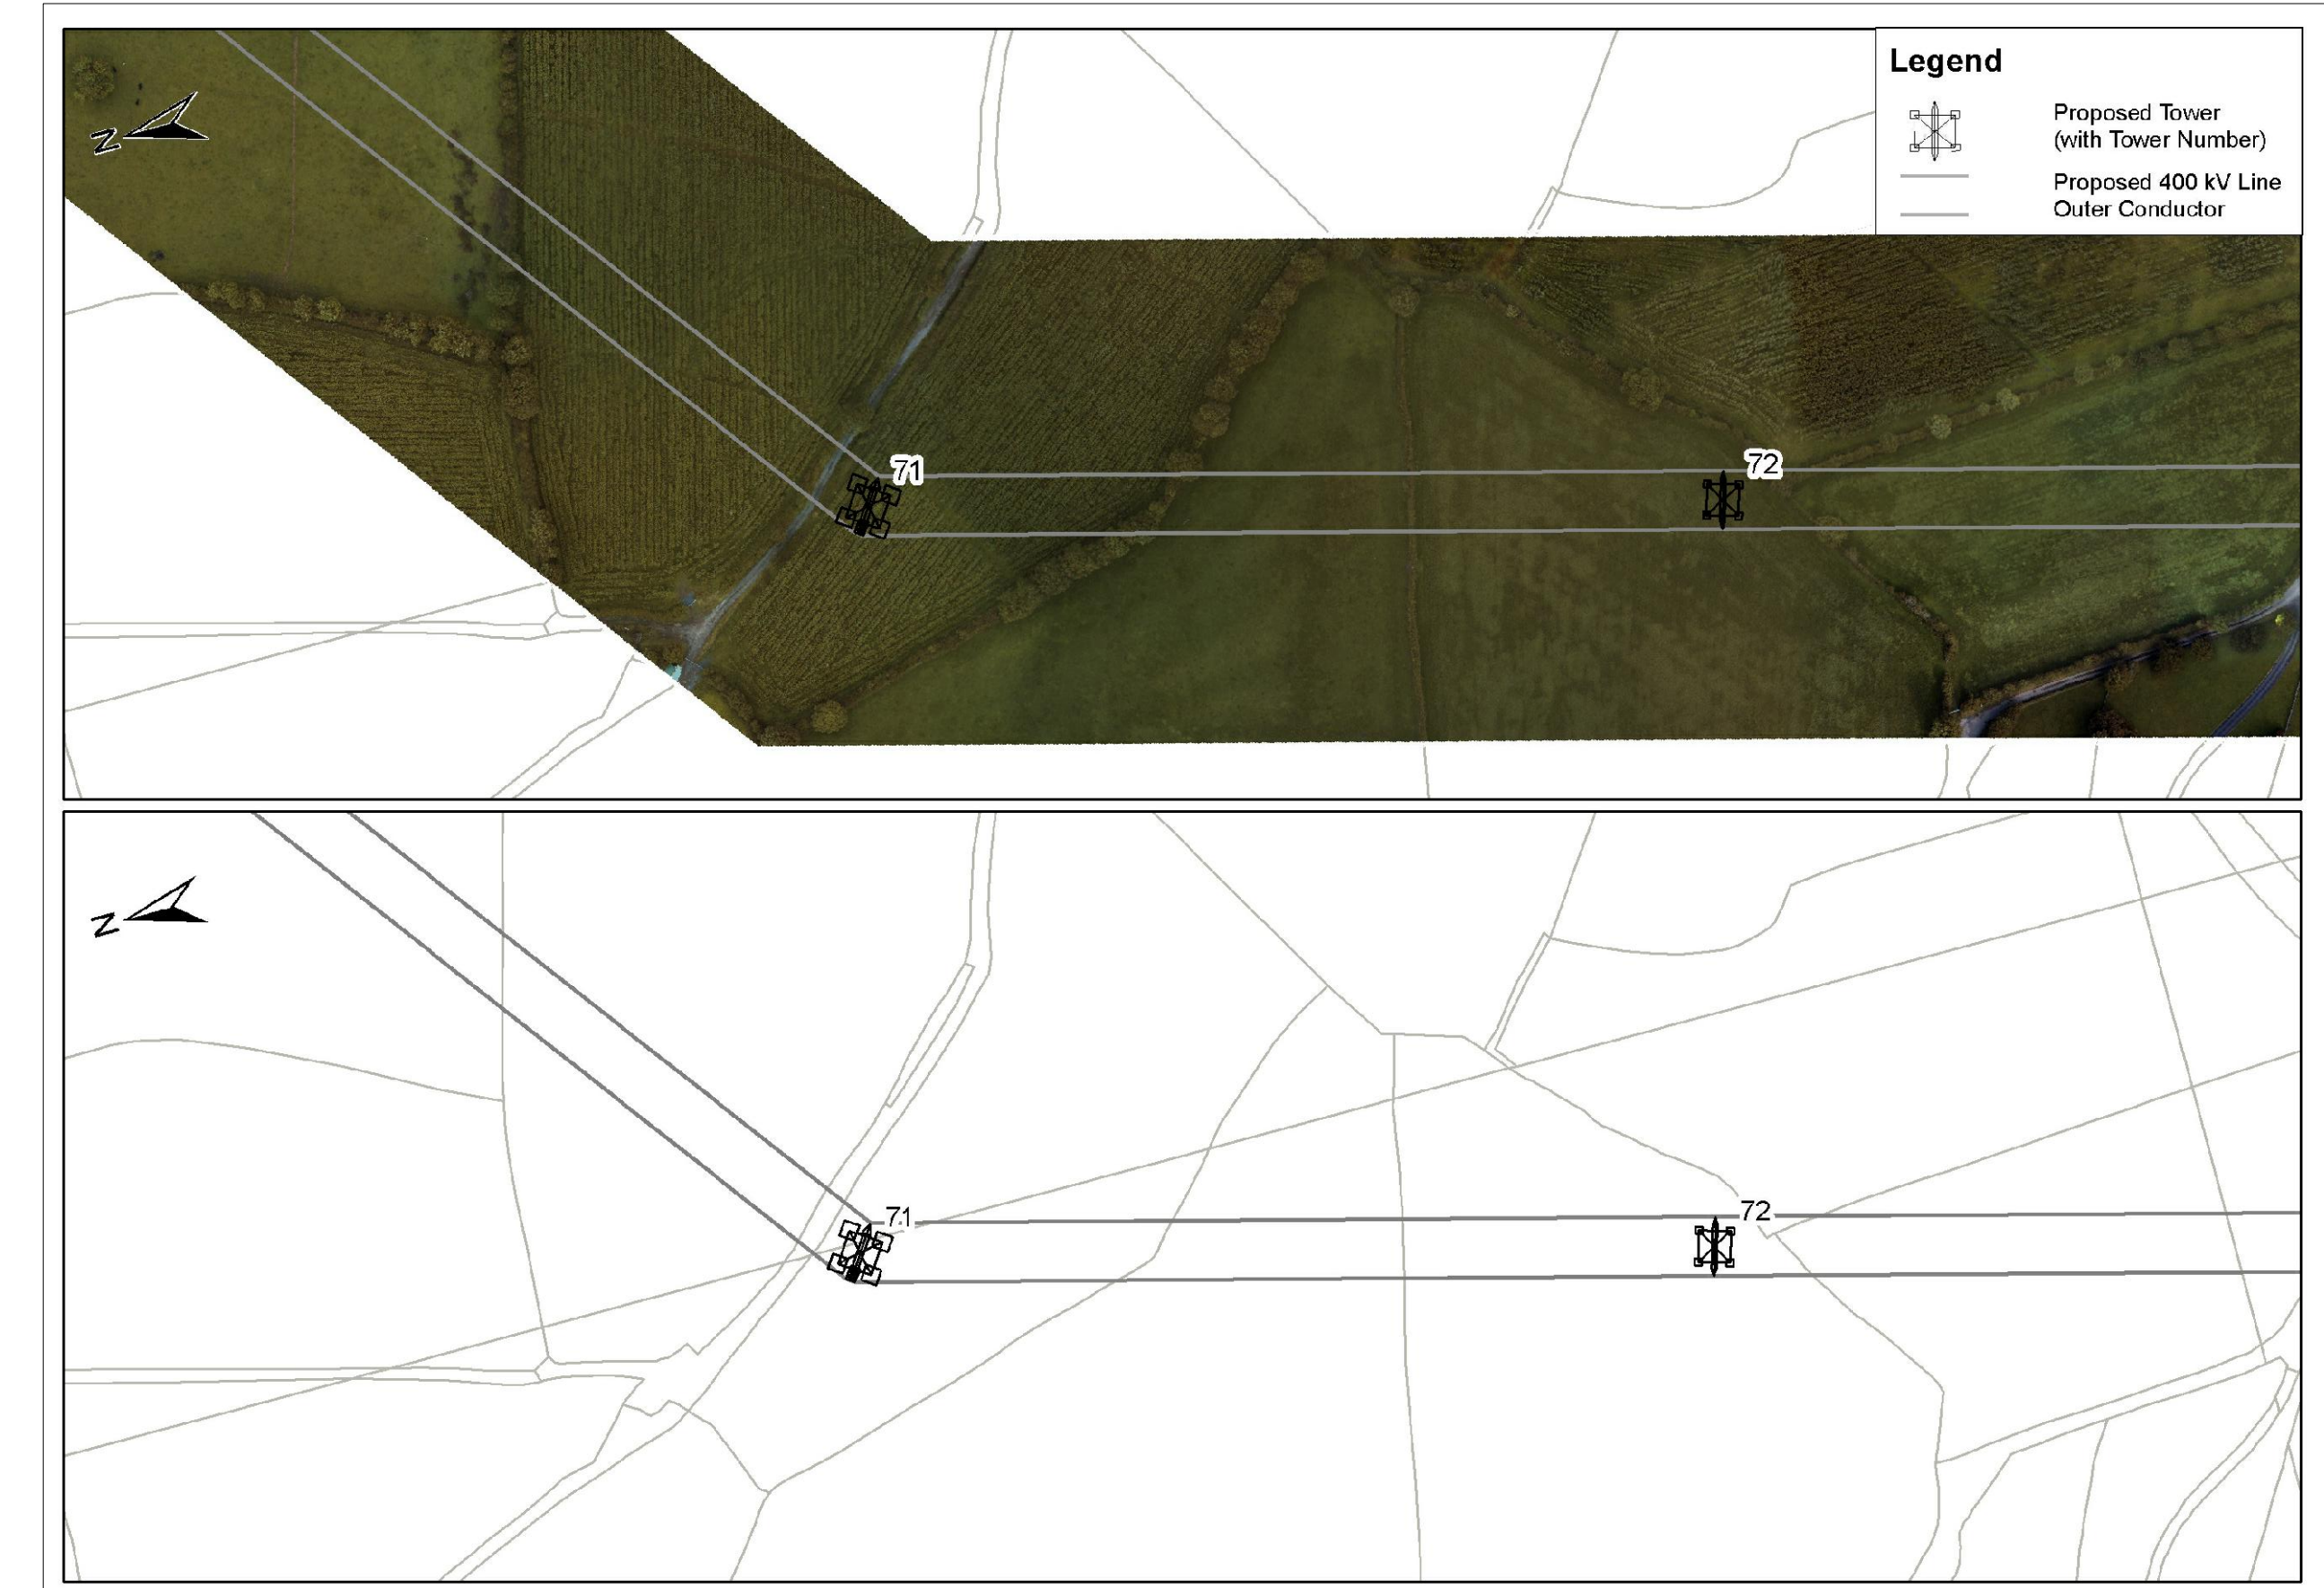 Legend
Proposed Tower
(with Tower Number)
Proposed 400 kV Line
Outer Conductor
N
71
72
N
71
72